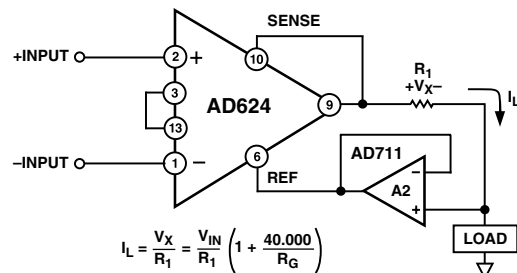 SENSE
+INPUT
2
+
10
3
13
AD624
9
R1
+VX–
IL
–INPUT
1
–
6
REF
AD711
–
A2
+
LOAD
IL = VX/R1 = VIN/R1 (1 + 40.000/RG)